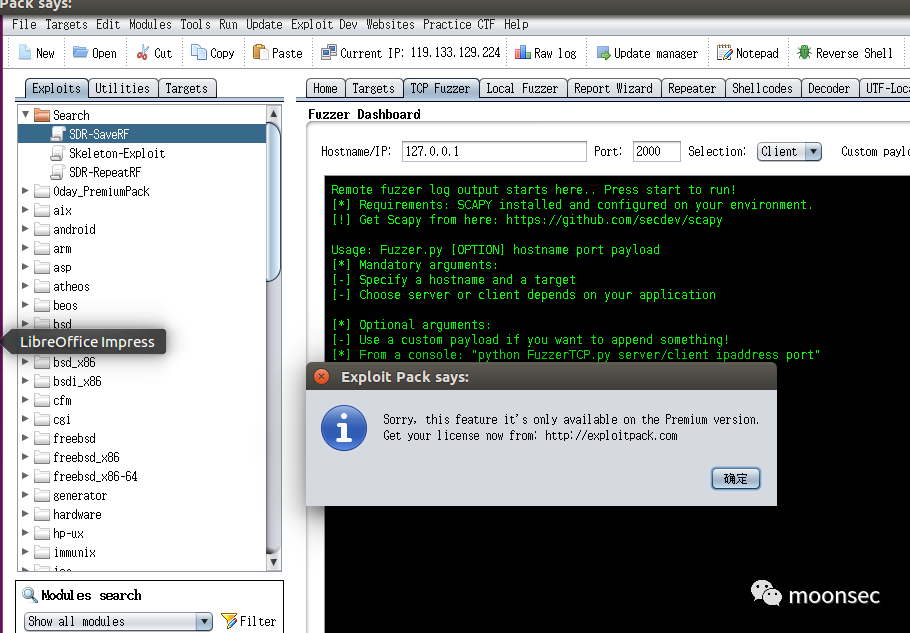 Pack says:
File Targets Edit Modules Tools Run Update Exploit Dev Websites Practice CTF Help
New Open Cut Copy Paste Current IP: 119.133.129.224 Raw log Update manager Notepad Reverse Shell
Exploits Utilities Targets
Home Targets TCP Fuzzer Local Fuzzer Report Wizard Repeater Shellcodes Decoder UTF-Loc
Search
SDR-SaveRF
Skeleton-Exploit
SDR-RepeatRF
0day_PremiumPack
aix
android
arm
asp
atheos
beos
bsd
LibreOffice Impress
bsd_x86
bsdi_x86
cfm
cgi
freebsd
freebsd_x86
freebsd_x86-64
generator
hardware
hp-ux
immunix
Modules search
Show all modules Filter
Fuzzer Dashboard
Hostname/IP: 127.0.0.1 Port: 2000 Selection: Client Custom paylo
Remote fuzzer log output starts here.. Press start to run!
[*] Requirements: SCAPY installed and configured on your environment.
[!] Get Scapy from here: https://github.com/secdev/scapy
Usage: Fuzzer.py [OPTION] hostname port payload
[*] Mandatory arguments:
[-] Specify a hostname and a target
[-] Choose server or client depends on your application
[*] Optional arguments:
[-] Use a custom payload if you want to append something!
[*] From a console: "python FuzzerTCP.py server/client ipaddress port"
Exploit Pack says:
Sorry, this feature it's only available on the Premium version.
Get your license now from: http://exploitpack.com
确定
moonsec